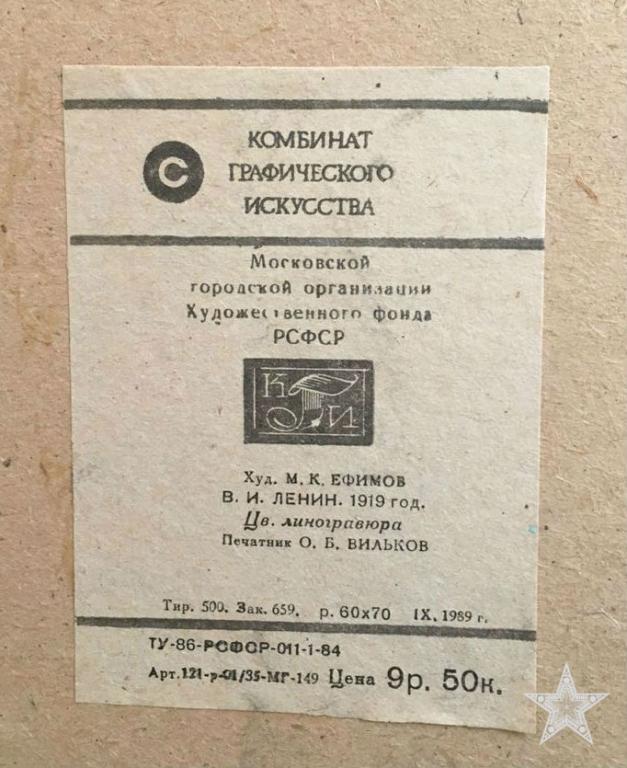 С
КОМБИНАТ
ГРАФИЧЕСКОГО
ИСКУССТВА
Московской
городской организации
Художественного фонда
РСФСР
К Г И
Худ. М. К. ЕФИМОВ
В. И. ЛЕНИН. 1919 год.
Цв. линогравюра
Печатник О. Б. ВИЛЬКОВ
Тир. 500. Зак. 659. р. 60х70 IX. 1989 г.
ТУ-86-РСФСР-011-1-84
Арт. 121-р-01/35-МГ-149 Цена 9р. 50к.